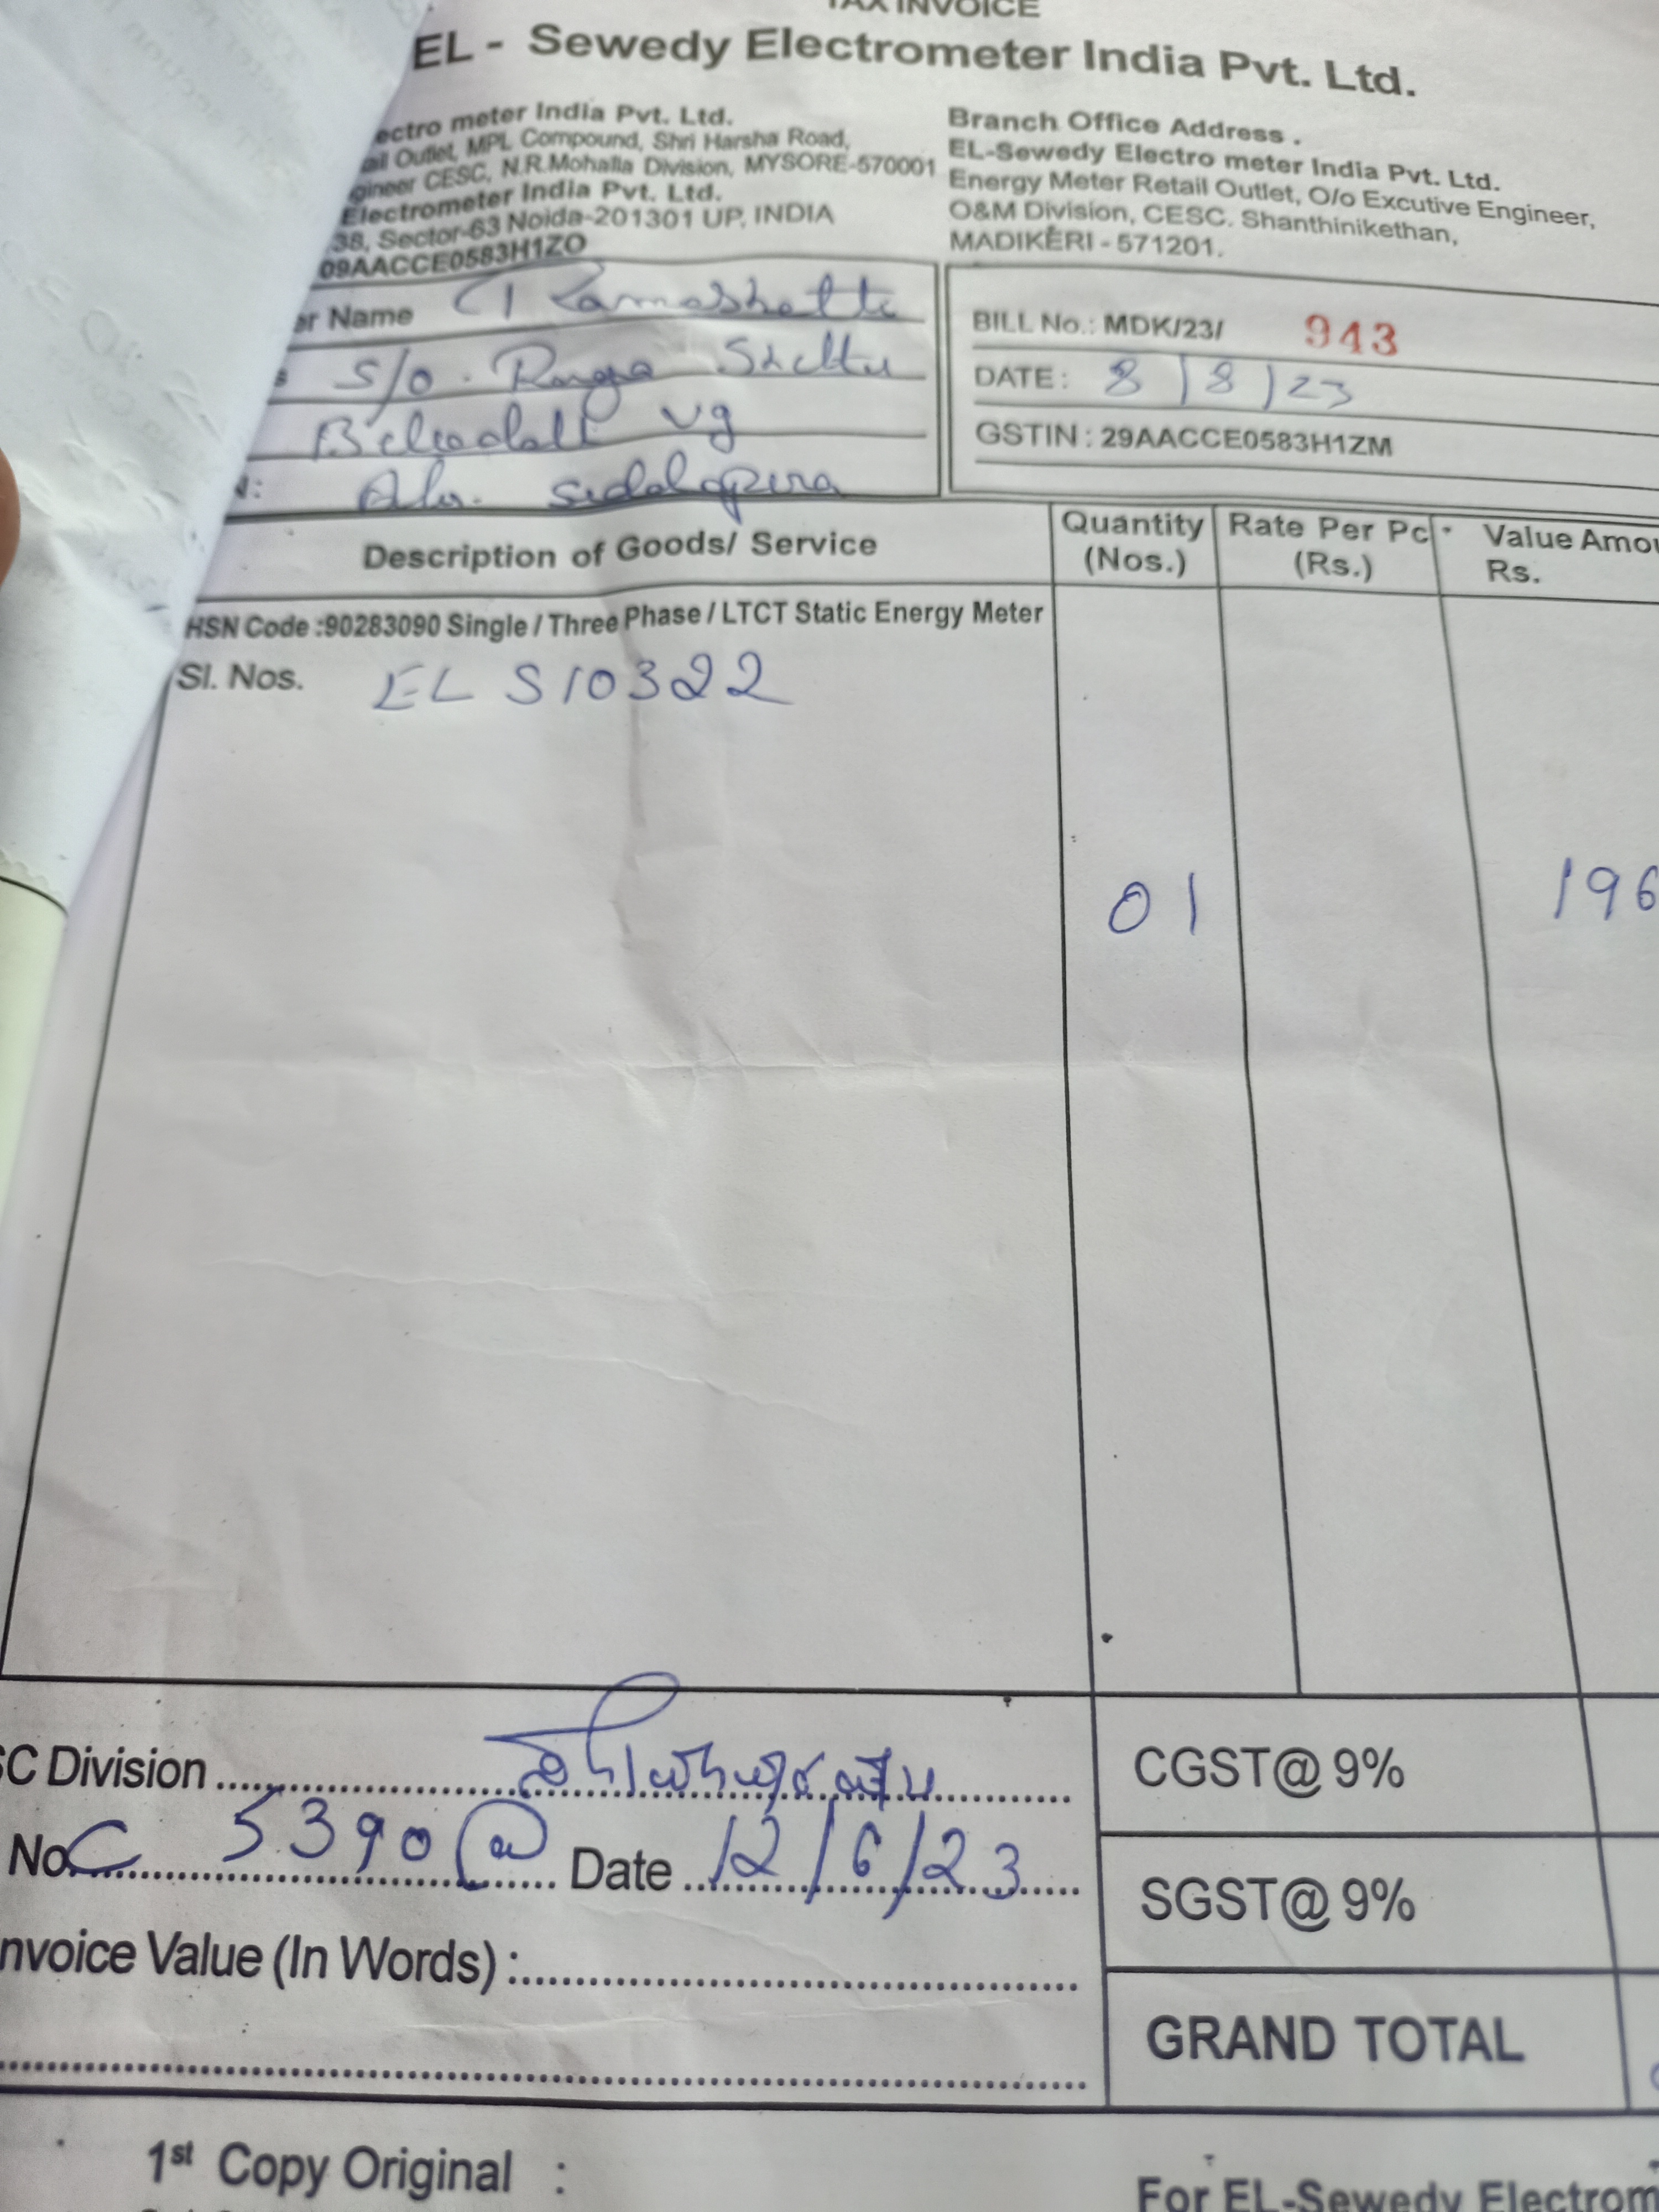 TAX INVOICE
EL - Sewedy Electrometer India Pvt. Ltd.
ectro meter India Pvt. Ltd.
ail Outlet, MPL Compound, Shri Harsha Road,
gineer CESC, N.R.Mohalla Division, MYSORE-570001
Electrometer India Pvt. Ltd.
38, Sector-63 Noida-201301 UP, INDIA
09AACCE0583H1ZO
Branch Office Address .
EL-Sewedy Electro meter India Pvt. Ltd.
Energy Meter Retail Outlet, O/o Excutive Engineer,
O&M Division, CESC. Shanthinikethan,
MADIKERI - 571201.
er Name
s S/o.
vg
N:
BILL No.: MDK/23/ 943
DATE : 8/8/23
GSTIN : 29AACCE0583H1ZM
Description of Goods/ Service
Quantity (Nos.)
Rate Per Pc (Rs.)
Value Amou Rs.
HSN Code :90283090 Single / Three Phase / LTCT Static Energy Meter
Sl. Nos. ELS10322
01 196
SC Division
No 5390 Date 12/6/23
nvoice Value (In Words) :
CGST@ 9%
SGST@ 9%
GRAND TOTAL
1st Copy Original :
For EL-Sewedy Electrom